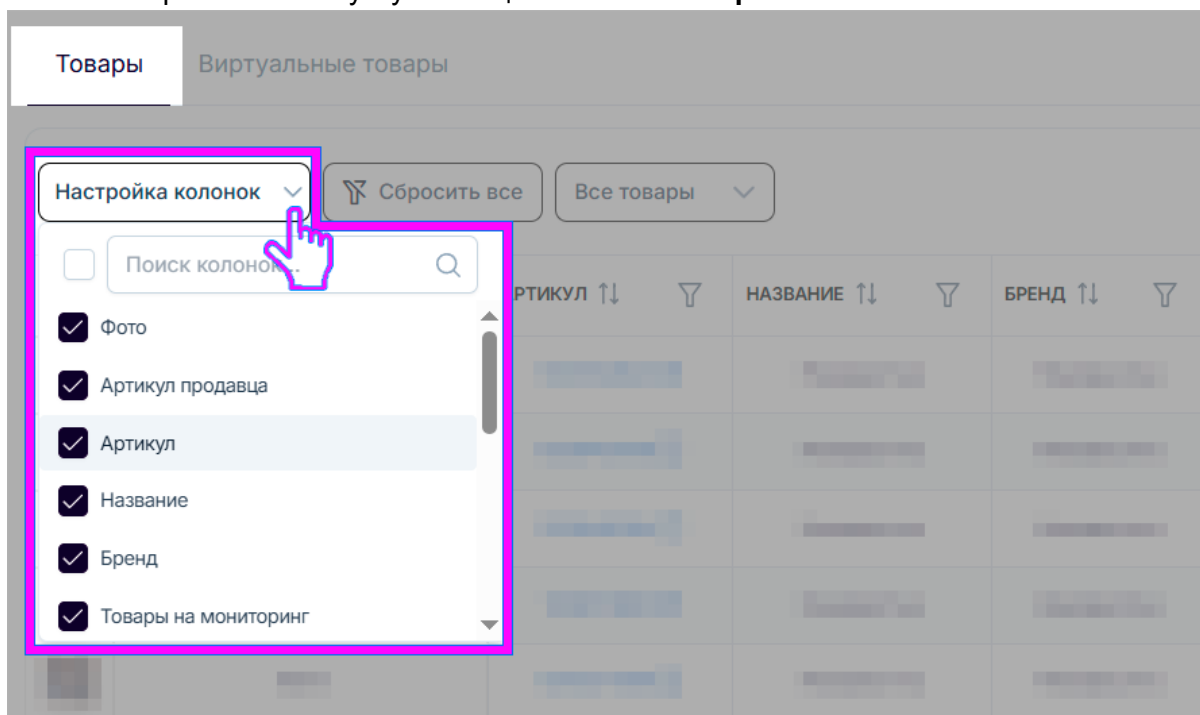 Товары Виртуальные товары
Настройка колонок Сбросить все Все товары
Поиск колонок...
РТИКУЛ НАЗВАНИЕ БРЕНД
Фото
Артикул продавца
Артикул
Название
Бренд
Товары на мониторинг